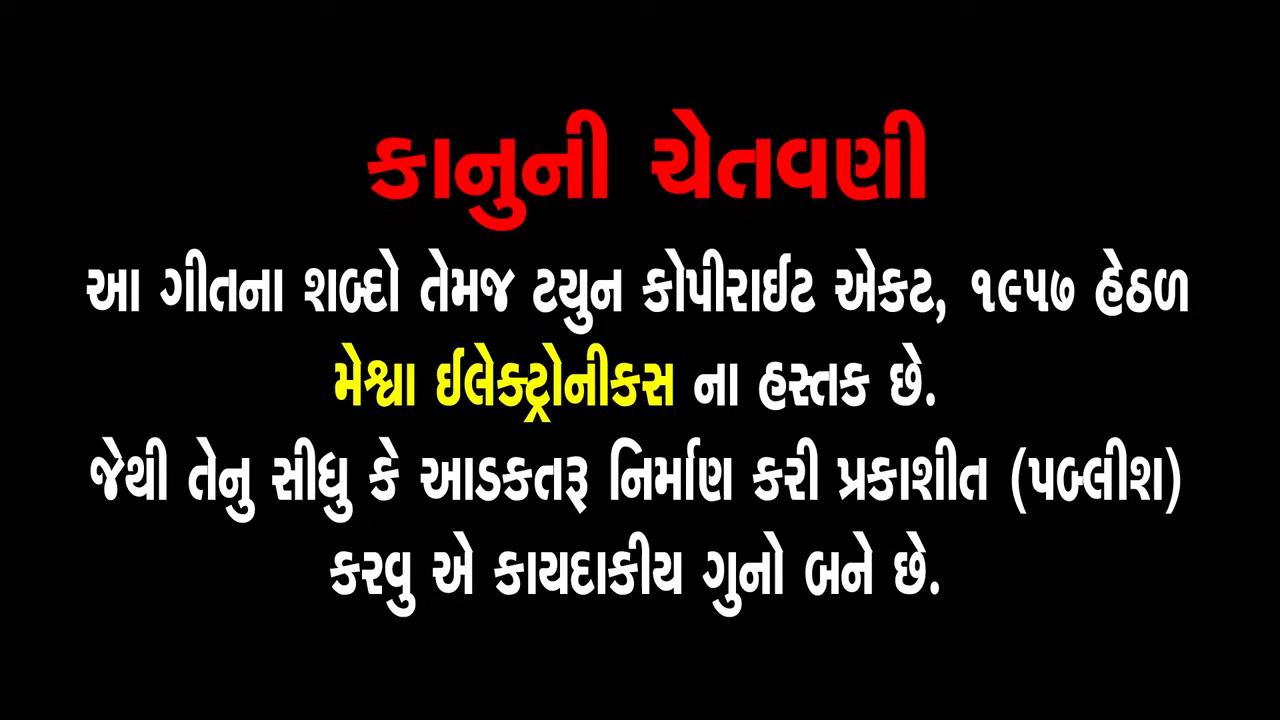 કાનુની ચેતવણી
આ ગીતના શબ્દો તેમજ ટયુન કોપીરાઈટ એકટ, ૧૯૫૭ હેઠળ
મેશ્વા ઈલેક્ટ્રોનીકસ ના હસ્તક છે.
જેથી તેનુ સીધુ કે આડકતરૂ નિર્માણ કરી પ્રકાશીત (પબ્લીશ)
કરવુ એ કાયદાકીય ગુનો બને છે.